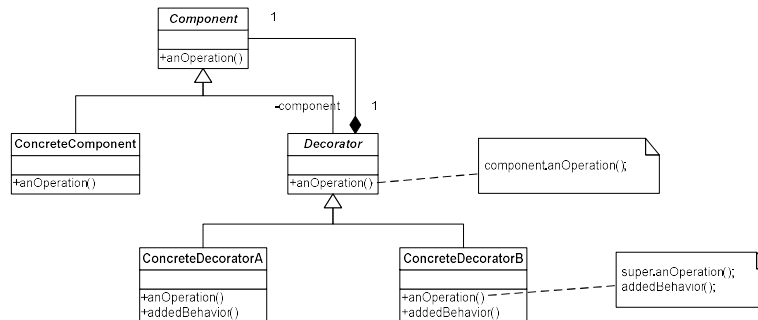 Component
1
+anOperation()
-component
1
ConcreteComponent
+anOperation()
Decorator
+anOperation()
component.anOperation();
ConcreteDecoratorA
+anOperation()
+addedBehavior()
ConcreteDecoratorB
+anOperation()
+addedBehavior()
super.anOperation();
addedBehavior();